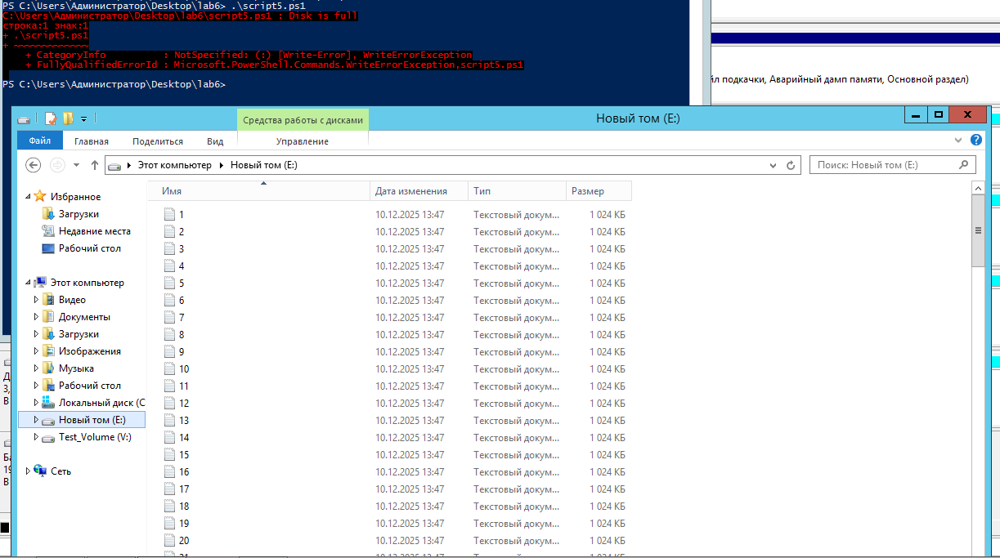 PS C:\Users\Администратор\Desktop\lab6> .\script5.ps1
C:\Users\Администратор\Desktop\lab6\script5.ps1 : Disk is full
строка:1 знак:1
+ .\script5.ps1
+ ~~~~~~~~~~~~~
+ CategoryInfo          : NotSpecified: (:) [Write-Error], WriteErrorException
+ FullyQualifiedErrorId : Microsoft.PowerShell.Commands.WriteErrorException,script5.ps1
PS C:\Users\Администратор\Desktop\lab6>
йл подкачки, Аварийный дамп памяти, Основной раздел)
Средства работы с дисками
Новый том (E:)
Файл Главная Поделиться Вид Управление
Этот компьютер Новый том (E:)
Поиск: Новый том (E:)
Имя Дата изменения Тип Размер
Избранное
Загрузки
Недавние места
Рабочий стол
Этот компьютер
Видео
Документы
Загрузки
Изображения
Музыка
Рабочий стол
Локальный диск (C
Новый том (E:)
Test_Volume (V:)
Сеть
1 10.12.2025 13:47 Текстовый докум... 1 024 КБ
2 10.12.2025 13:47 Текстовый докум... 1 024 КБ
3 10.12.2025 13:47 Текстовый докум... 1 024 КБ
4 10.12.2025 13:47 Текстовый докум... 1 024 КБ
5 10.12.2025 13:47 Текстовый докум... 1 024 КБ
6 10.12.2025 13:47 Текстовый докум... 1 024 КБ
7 10.12.2025 13:47 Текстовый докум... 1 024 КБ
8 10.12.2025 13:47 Текстовый докум... 1 024 КБ
9 10.12.2025 13:47 Текстовый докум... 1 024 КБ
10 10.12.2025 13:47 Текстовый докум... 1 024 КБ
11 10.12.2025 13:47 Текстовый докум... 1 024 КБ
12 10.12.2025 13:47 Текстовый докум... 1 024 КБ
13 10.12.2025 13:47 Текстовый докум... 1 024 КБ
14 10.12.2025 13:47 Текстовый докум... 1 024 КБ
15 10.12.2025 13:47 Текстовый докум... 1 024 КБ
16 10.12.2025 13:47 Текстовый докум... 1 024 КБ
17 10.12.2025 13:47 Текстовый докум... 1 024 КБ
18 10.12.2025 13:47 Текстовый докум... 1 024 КБ
19 10.12.2025 13:47 Текстовый докум... 1 024 КБ
20 10.12.2025 13:47 Текстовый докум... 1 024 КБ